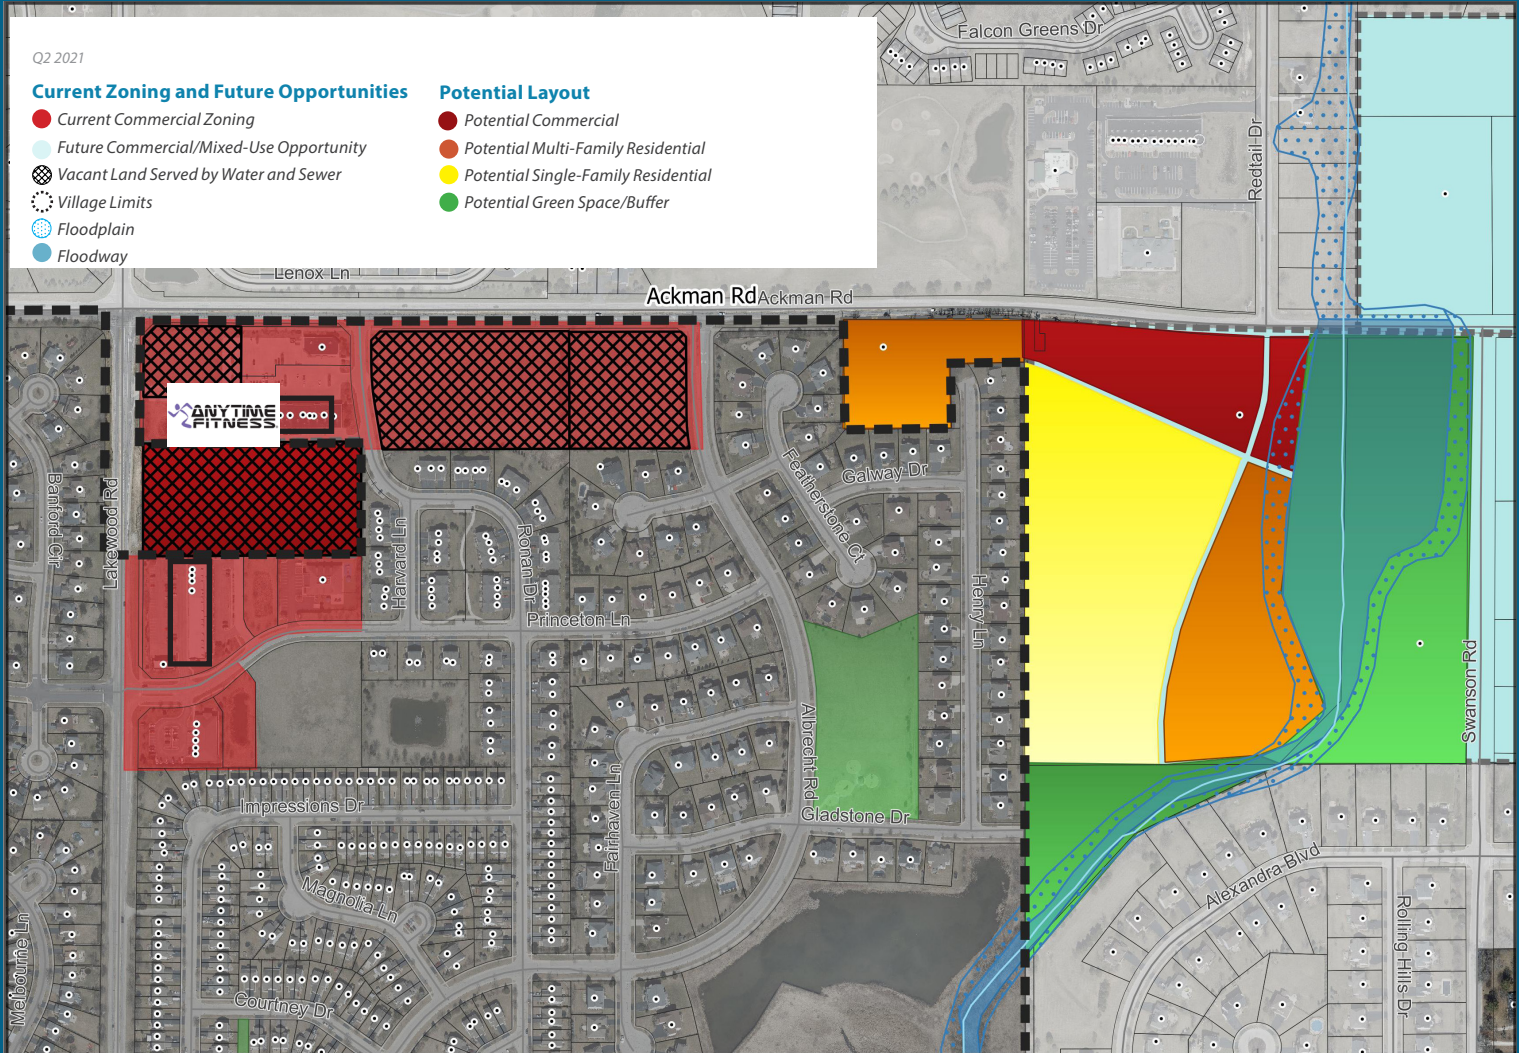 Q2 2021
Current Zoning and Future Opportunities
Current Commercial Zoning
Future Commercial/Mixed-Use Opportunity
Vacant Land Served by Water and Sewer
Village Limits
Floodplain
Floodway
Potential Layout
Potential Commercial
Potential Multi-Family Residential
Potential Single-Family Residential
Potential Green Space/Buffer
Falcon Greens Dr
Redtail Dr
Lenox Ln
Ackman Rd
Ackman Rd
ANYTIME
FITNESS
Banford Cir
Lakewood Rd
Harvard Ln
Ronan Dr
Featherstone Ct
Galway Dr
Henry Ln
Princeton Ln
Swanson Rd
Albrecht Rd
Fairhaven Ln
Impressions Dr
Gladstone Dr
Magnolia Ln
Alexandra Blvd
Rolling Hills Dr
Melbourne Ln
Courtney Dr